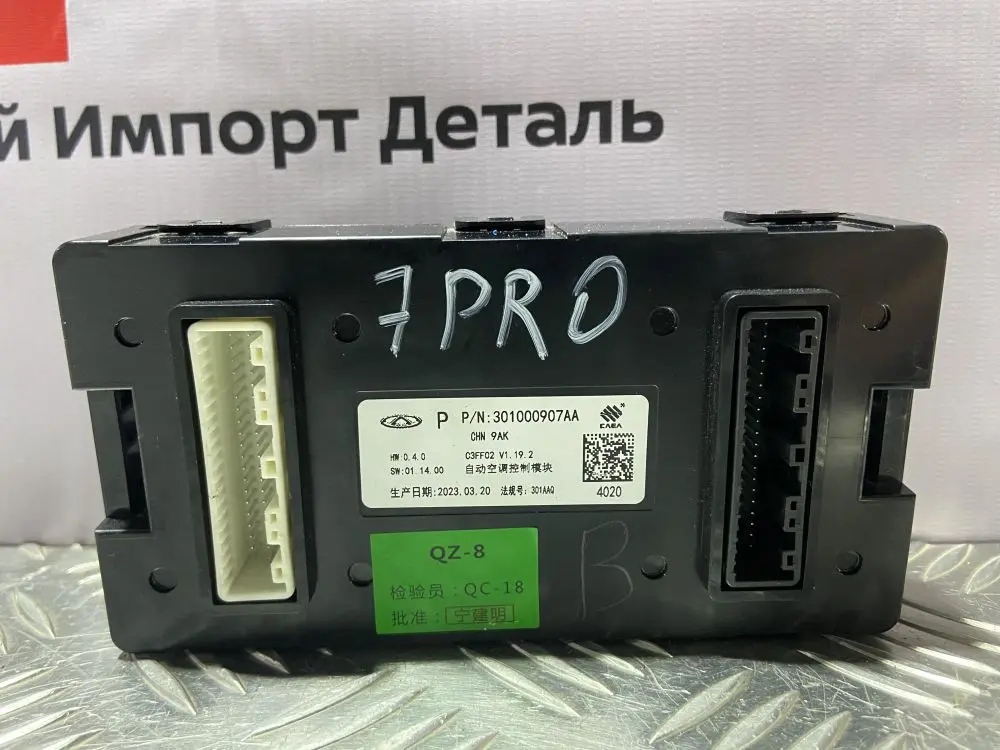 й Импорт Деталь
7PRO
P P/N:301000907AA
CAEA
CHN 9AK
HW:0.4.0 C3FF02 V1.19.2
SW:01.14.00 自动空调控制模块
生产日期:2023.03.20 法规号:301AAQ
4020
QZ-8
检验员:QC-18
批准:宁建明
B